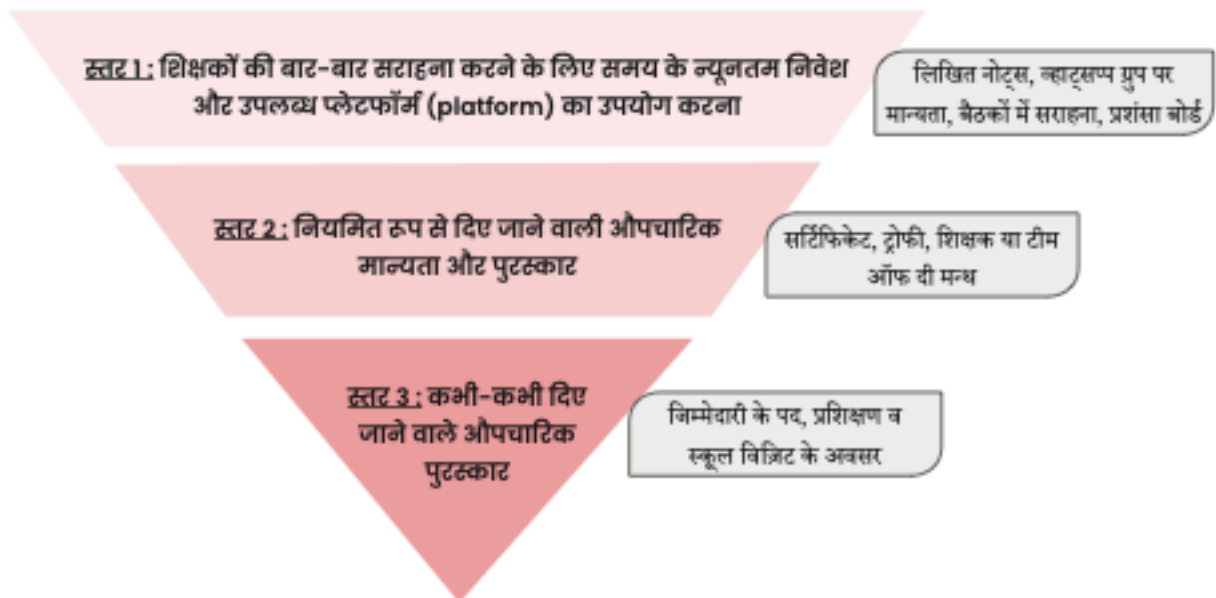 स्तर 1 : शिक्षकों की बार-बार सराहना करने के लिए समय के न्यूनतम निवेश
और उपलब्ध प्लेटफॉर्म (platform) का उपयोग करना
लिखित नोट्स, व्हाट्सप्प ग्रुप पर
मान्यता, बैठकों में सराहना, प्रशंसा बोर्ड
स्तर 2 : नियमित रूप से दिए जाने वाली औपचारिक
मान्यता और पुरस्कार
सर्टिफिकेट, ट्रोफी, शिक्षक या टीम
ऑफ दी मन्थ
स्तर 3 : कभी-कभी दिए
जाने वाले औपचारिक
पुरस्कार
जिम्मेदारी के पद, प्रशिक्षण व
स्कूल विज़िट के अवसर